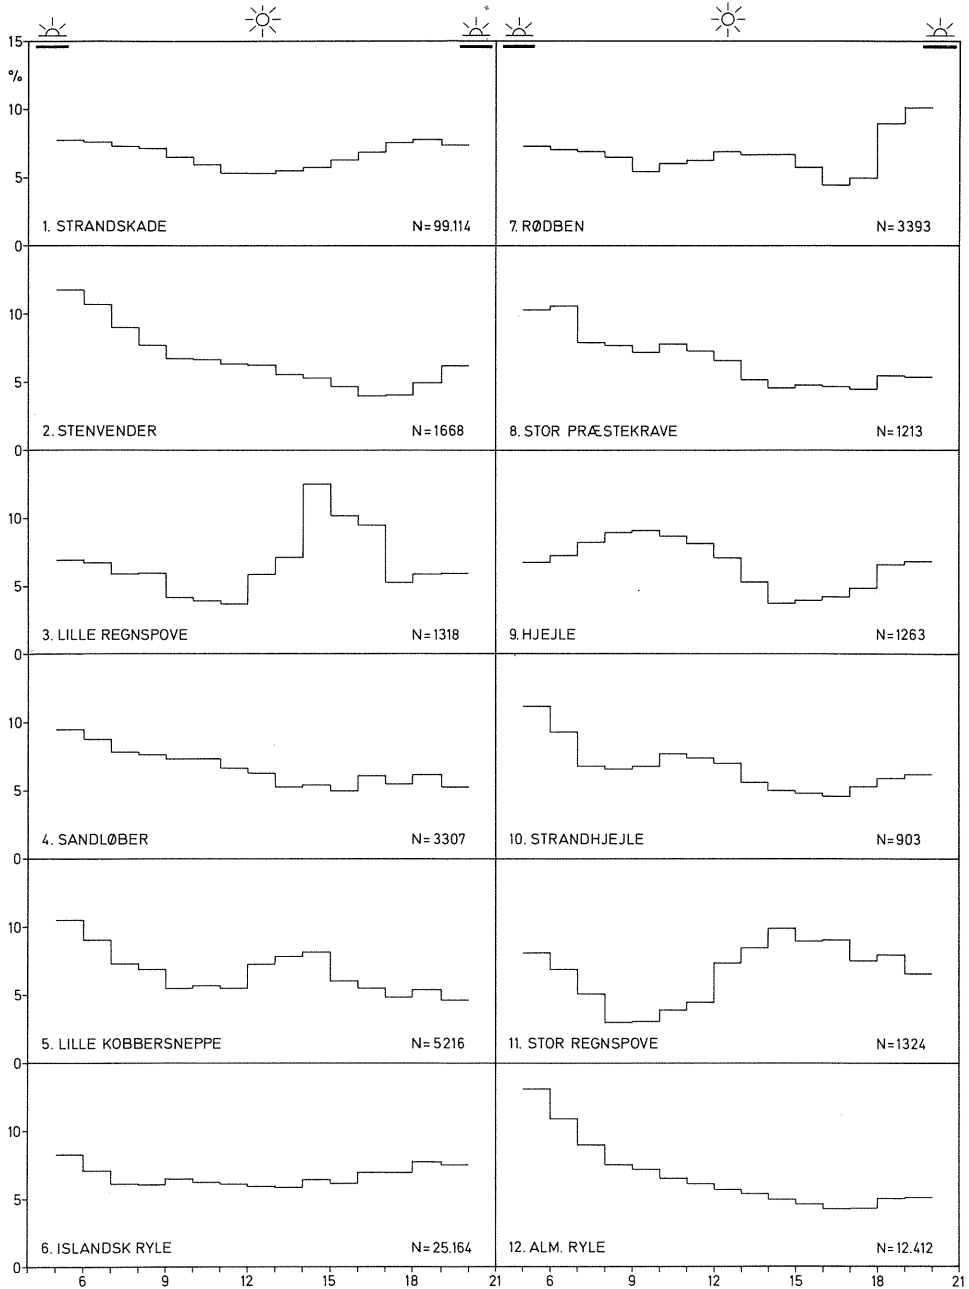 15
%
10
5
0
1. STRANDSKADE N=99.114
7. RØDBEN N=3393
10
5
0
2. STENVENDER N=1668
8. STOR PRÆSTEKRAVE N=1213
10
5
0
3. LILLE REGNSPOVE N=1318
9. HJEJLE N=1263
10
5
0
4. SANDLØBER N=3307
10. STRANDHJEJLE N=903
10
5
0
5. LILLE KOBBERSNEPPE N=5216
11. STOR REGNSPOVE N=1324
10
5
0
6. ISLANDSK RYLE N=25.164
12. ALM. RYLE N=12.412
6 9 12 15 18 21 6 9 12 15 18 21